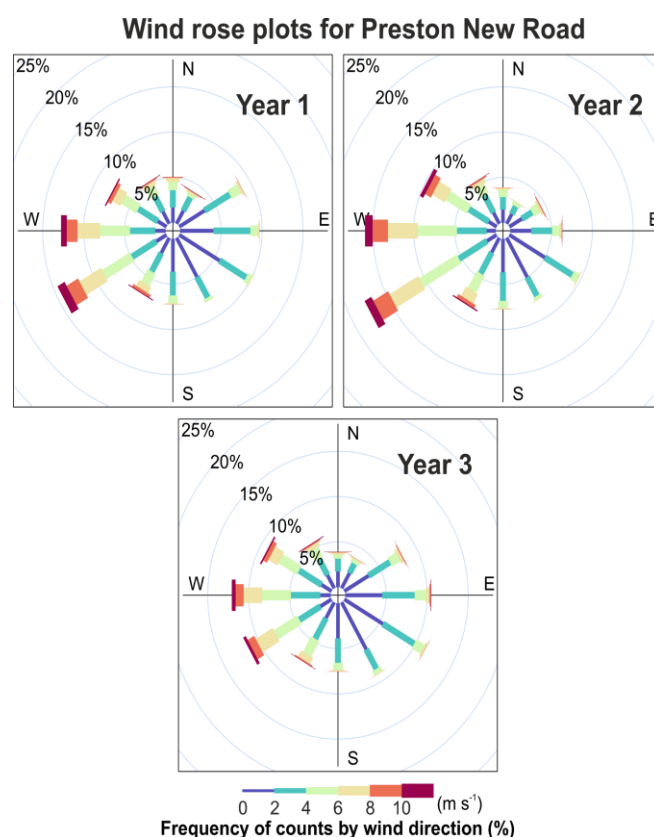 Wind rose plots for Preston New Road
25%
20%
15%
10%
5%
N
Year 1
W
E
S
25%
20%
15%
10%
5%
N
Year 2
W
E
S
25%
20%
15%
10%
5%
N
Year 3
W
E
S
0 2 4 6 8 10 (m s⁻¹)
Frequency of counts by wind direction (%)